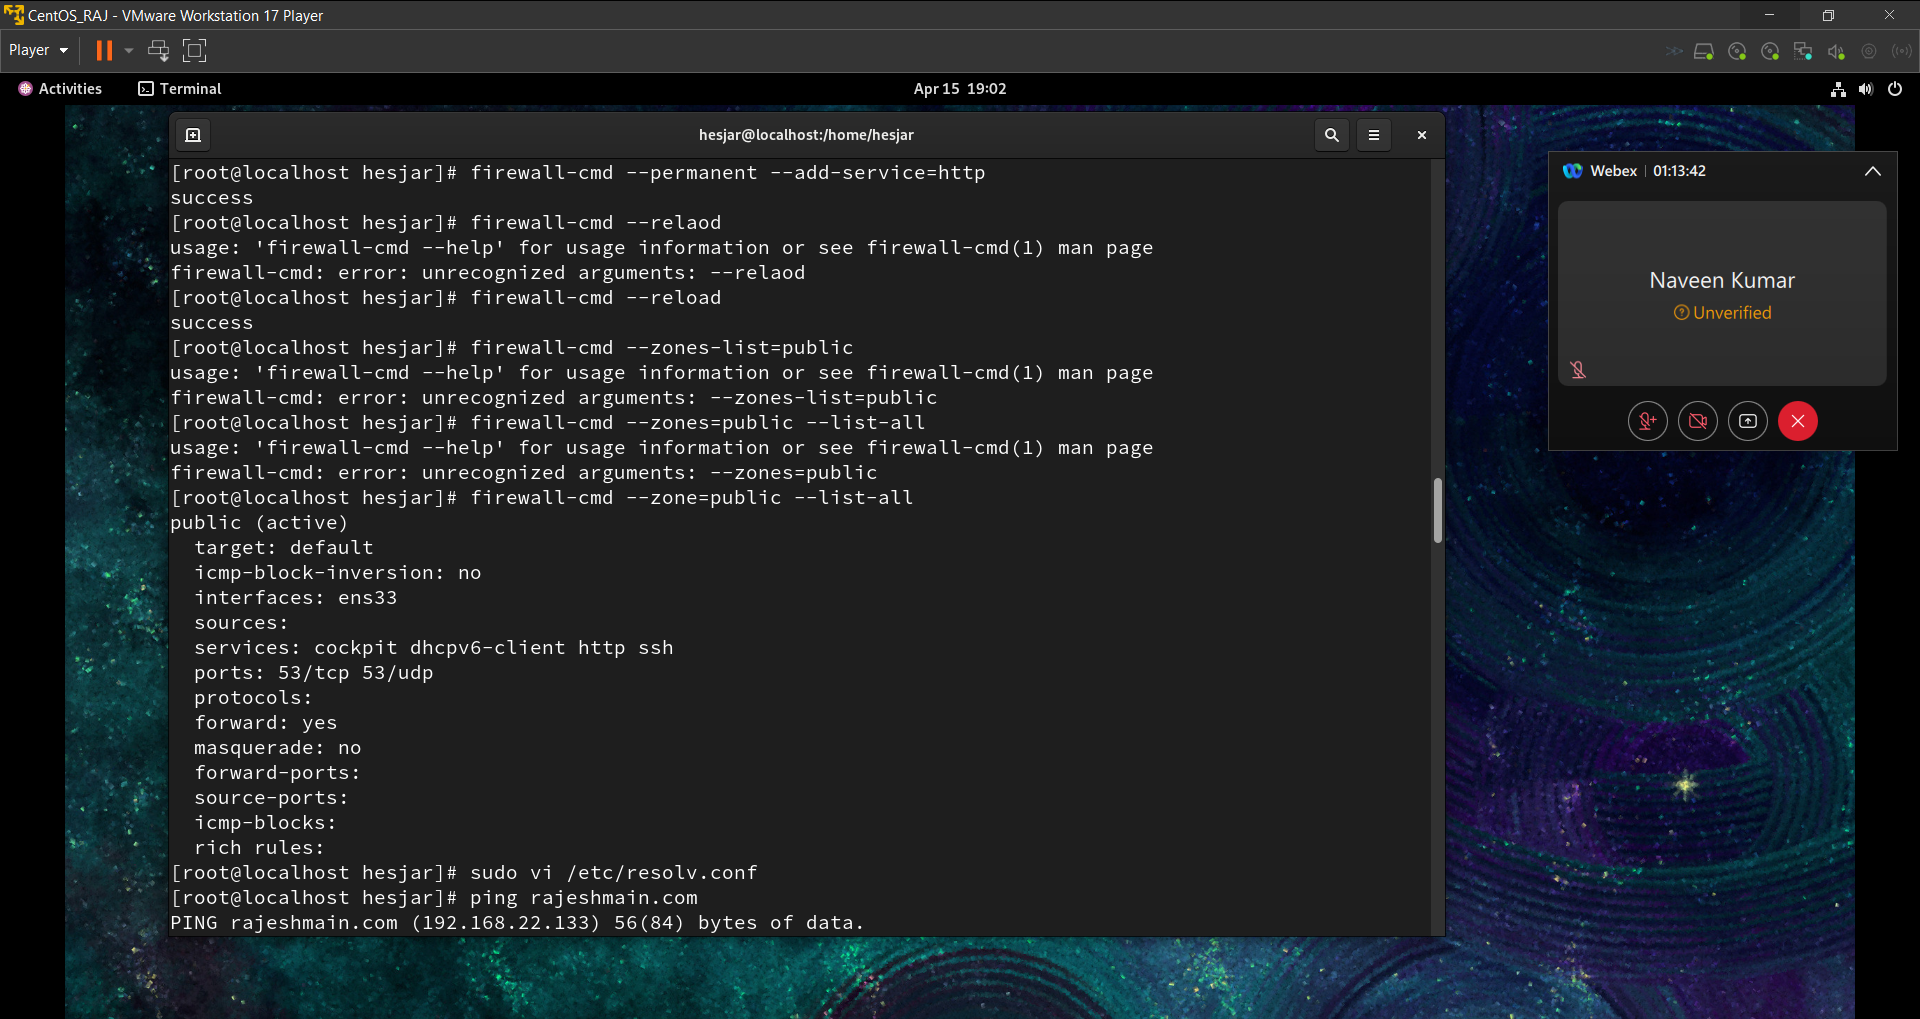 CentOS_RAJ - VMware Workstation 17 Player
Player
Activities
Terminal
Apr 15 19:02
hesjar@localhost:/home/hesjar
[root@localhost hesjar]# firewall-cmd --permanent --add-service=http
success
[root@localhost hesjar]# firewall-cmd --relaod
usage: 'firewall-cmd --help' for usage information or see firewall-cmd(1) man page
firewall-cmd: error: unrecognized arguments: --relaod
[root@localhost hesjar]# firewall-cmd --reload
success
[root@localhost hesjar]# firewall-cmd --zones-list=public
usage: 'firewall-cmd --help' for usage information or see firewall-cmd(1) man page
firewall-cmd: error: unrecognized arguments: --zones-list=public
[root@localhost hesjar]# firewall-cmd --zones=public --list-all
usage: 'firewall-cmd --help' for usage information or see firewall-cmd(1) man page
firewall-cmd: error: unrecognized arguments: --zones=public
[root@localhost hesjar]# firewall-cmd --zone=public --list-all
public (active)
  target: default
  icmp-block-inversion: no
  interfaces: ens33
  sources:
  services: cockpit dhcpv6-client http ssh
  ports: 53/tcp 53/udp
  protocols:
  forward: yes
  masquerade: no
  forward-ports:
  source-ports:
  icmp-blocks:
  rich rules:
[root@localhost hesjar]# sudo vi /etc/resolv.conf
[root@localhost hesjar]# ping rajeshmain.com
PING rajeshmain.com (192.168.22.133) 56(84) bytes of data.
Webex | 01:13:42
Naveen Kumar
Unverified